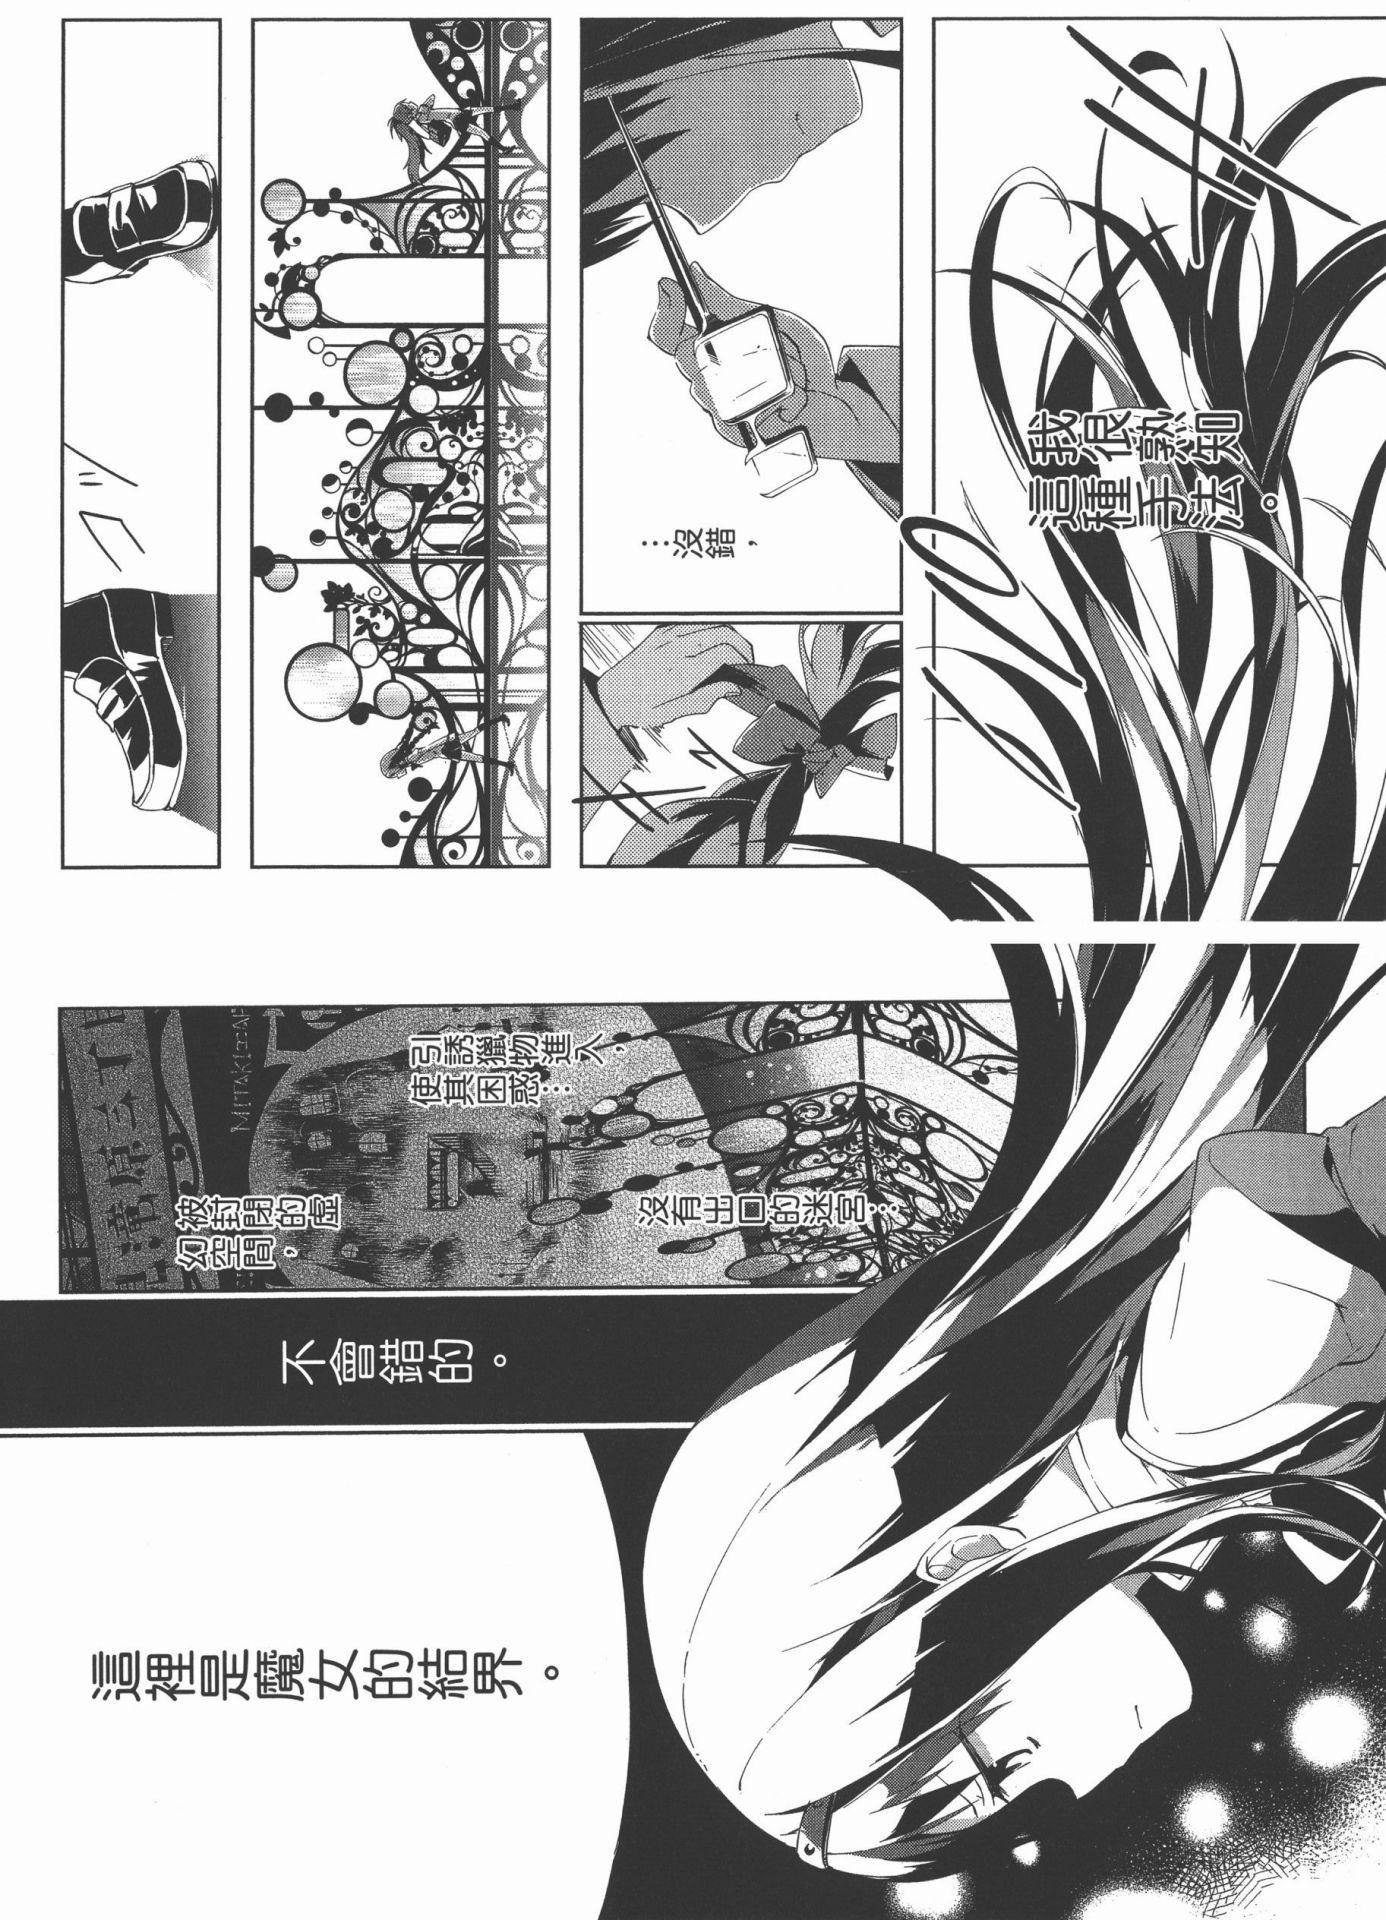 …沒錯，
我很熟知
這種手法。
被封閉的虛
幻空間，
引誘獵物進入，
使其困惑…
沒有出口的迷宮…
不會錯的。
這裡是魔女的結界。